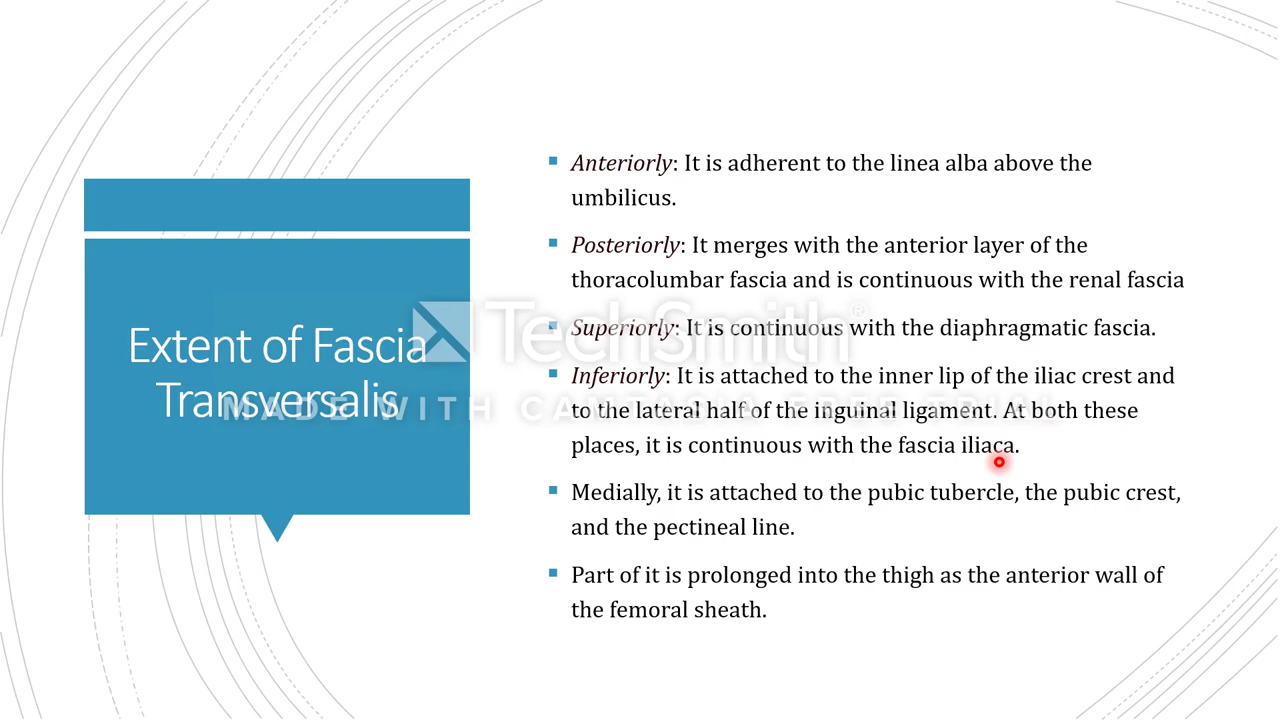 Extent of Fascia
Tranqversalis
Anteriorly: It is adherent to the linea alba above the
umbilicus.
Posteriorly: It merges with the anterior layer of the
thoracolumbar fascia and is continuous with the renal fascia
Superiorly: It is continuous with the diaphragmatic fascia.
Inferiorly: It is attached to the inner lip of the iliac crest and
to the lateral half of the inguinal ligament. At both these
places, it is continuous with the fascia iliaca.
Medially, it is attached to the pubic tubercle, the pubic crest,
and the pectineal line.
Part of it is prolonged into the thigh as the anterior wall of
the femoral sheath.
TechSmith®
MADE WITH CAMTASIA FREE TRIAL